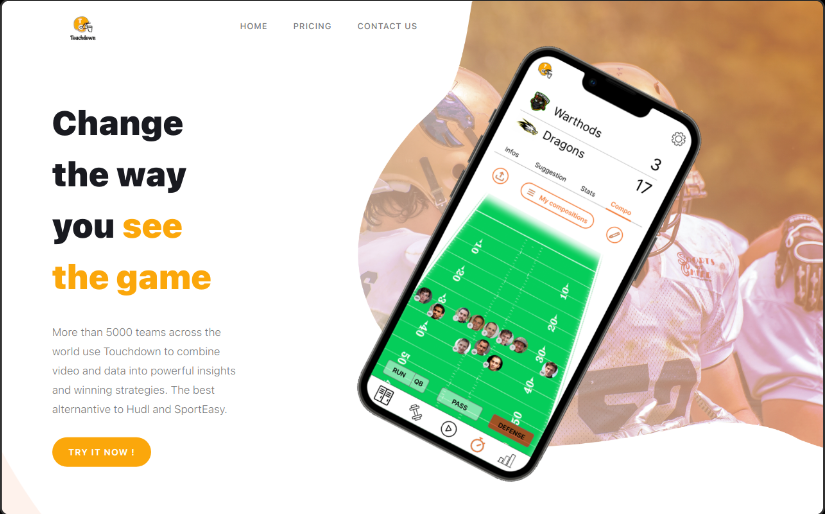 Touchdown
HOME PRICING CONTACT US
Change
the way
you see
the game
More than 5000 teams across the
world use Touchdown to combine
video and data into powerful insights
and winning strategies. The best
alternantive to Hudl and SportEasy.
TRY IT NOW !
Warthods
3
Dragons
17
Infos Suggestion Stats Compo
My compositions
10 10
20 20
3 30
40 40
50 50
RUN QB PASS DEFENSE
SPORTS